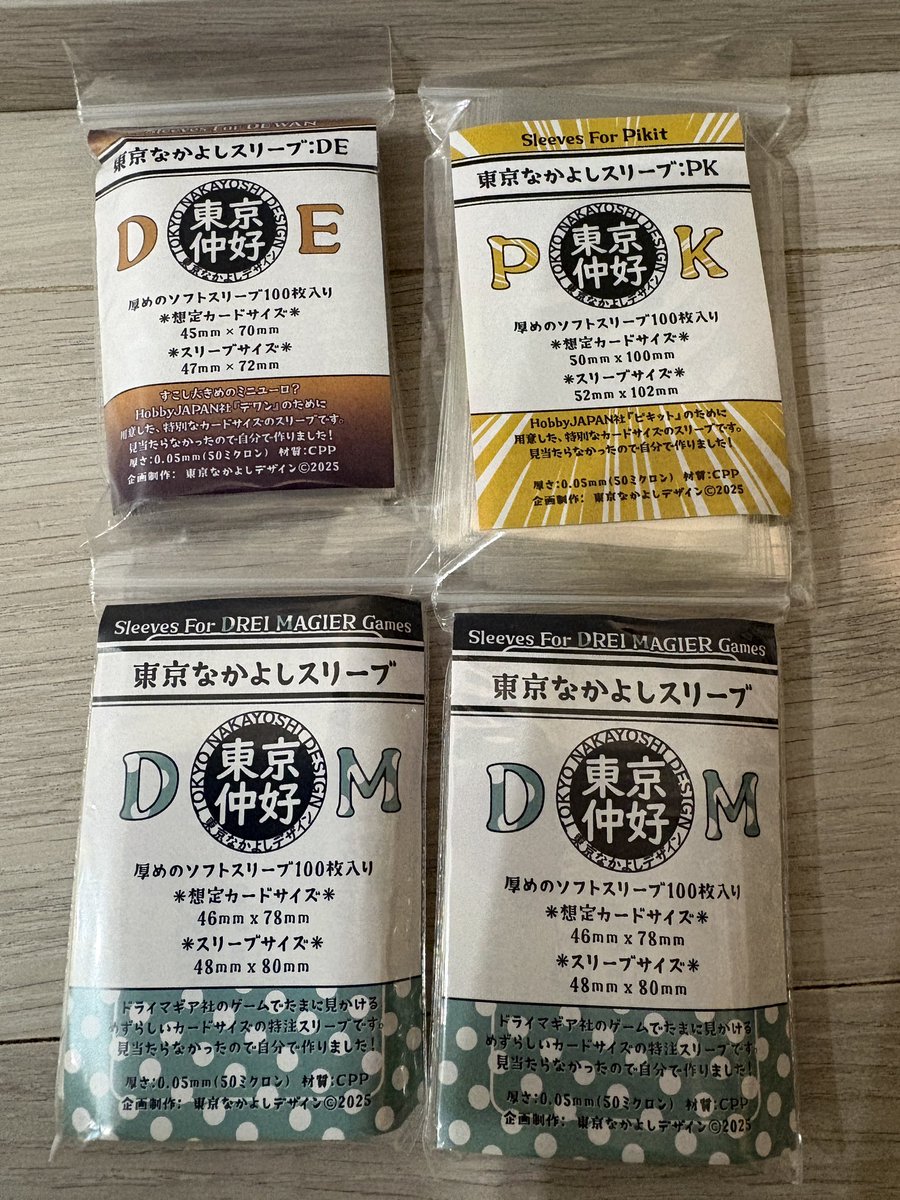 Sleeves For DEWAN
東京なかよしスリーブ:DE
D E
TOKYO NAKAYOSHI DESIGN
東京
仲好
東京なかよしデザイン
厚めのソフトスリーブ100枚入り
*想定カードサイズ*
45mm × 70mm
*スリーブサイズ*
47mm × 72mm
すこし大きめのミニユーロ?
HobbyJAPAN社『デワン』のために
用意した、特別なカードサイズのスリーブです。
見当たらなかったので自分で作りました!
厚さ:0.05mm(50ミクロン) 材質:CPP
企画制作: 東京なかよしデザイン©2025
Sleeves For Pikit
東京なかよしスリーブ:PK
P K
TOKYO NAKAYOSHI DESIGN
東京
仲好
東京なかよしデザイン
厚めのソフトスリーブ100枚入り
*想定カードサイズ*
50mm x 100mm
*スリーブサイズ*
52mm x 102mm
HobbyJAPAN社『ピキット』のために
用意した、特別なカードサイズのスリーブです。
見当たらなかったので自分で作りました!
厚さ:0.05mm(50ミクロン) 材質:CPP
企画制作: 東京なかよしデザイン©2025
Sleeves For DREI MAGIER Games
東京なかよしスリーブ
D M
TOKYO NAKAYOSHI DESIGN
東京
仲好
東京なかよしデザイン
厚めのソフトスリーブ100枚入り
*想定カードサイズ*
46mm x 78mm
*スリーブサイズ*
48mm x 80mm
ドライマギア社のゲームでたまに見かける
めずらしいカードサイズの特注スリーブです。
見当たらなかったので自分で作りました!
厚さ:0.05mm(50ミクロン) 材質:CPP
企画制作: 東京なかよしデザイン©2025
Sleeves For DREI MAGIER Games
東京なかよしスリーブ
D M
TOKYO NAKAYOSHI DESIGN
東京
仲好
東京なかよしデザイン
厚めのソフトスリーブ100枚入り
*想定カードサイズ*
46mm x 78mm
*スリーブサイズ*
48mm x 80mm
ドライマギア社のゲームでたまに見かける
めずらしいカードサイズの特注スリーブです。
見当たらなかったので自分で作りました!
厚さ:0.05mm(50ミクロン) 材質:CPP
企画制作: 東京なかよしデザイン©2025